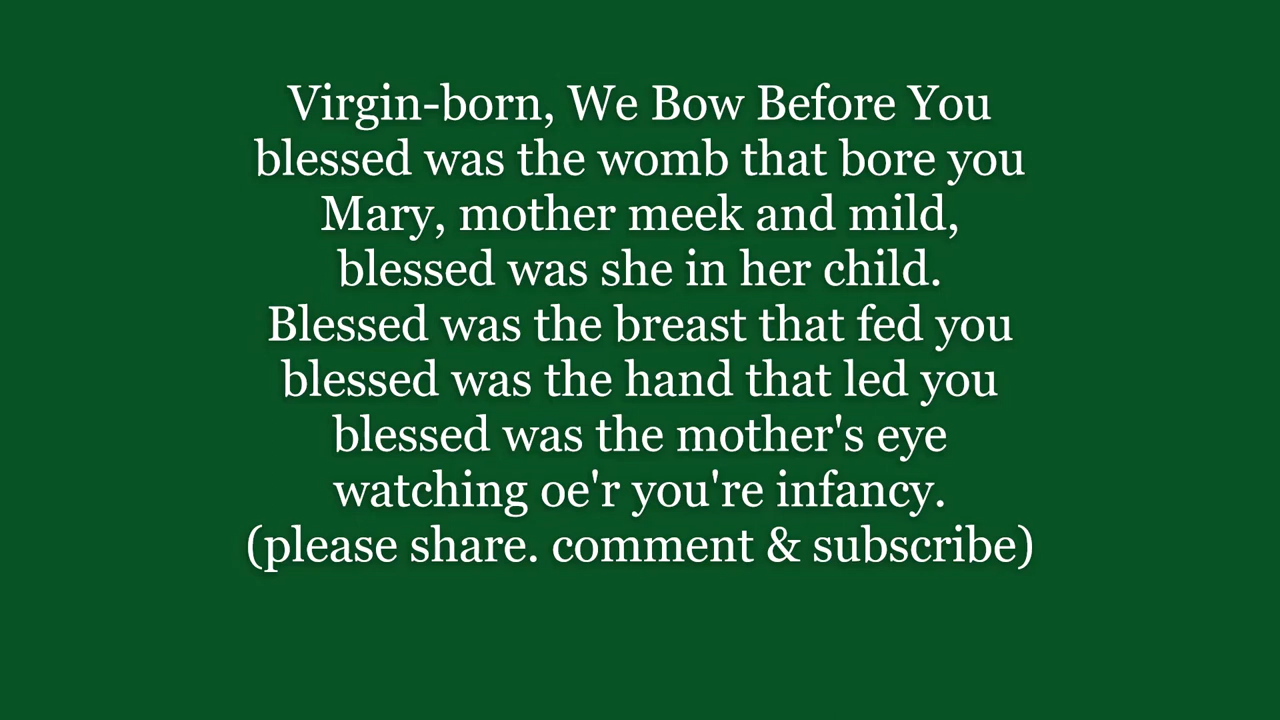 Virgin-born, We Bow Before You
blessed was the womb that bore you
Mary, mother meek and mild,
blessed was she in her child.
Blessed was the breast that fed you
blessed was the hand that led you
blessed was the mother's eye
watching oe'r you're infancy.
(please share. comment & subscribe)